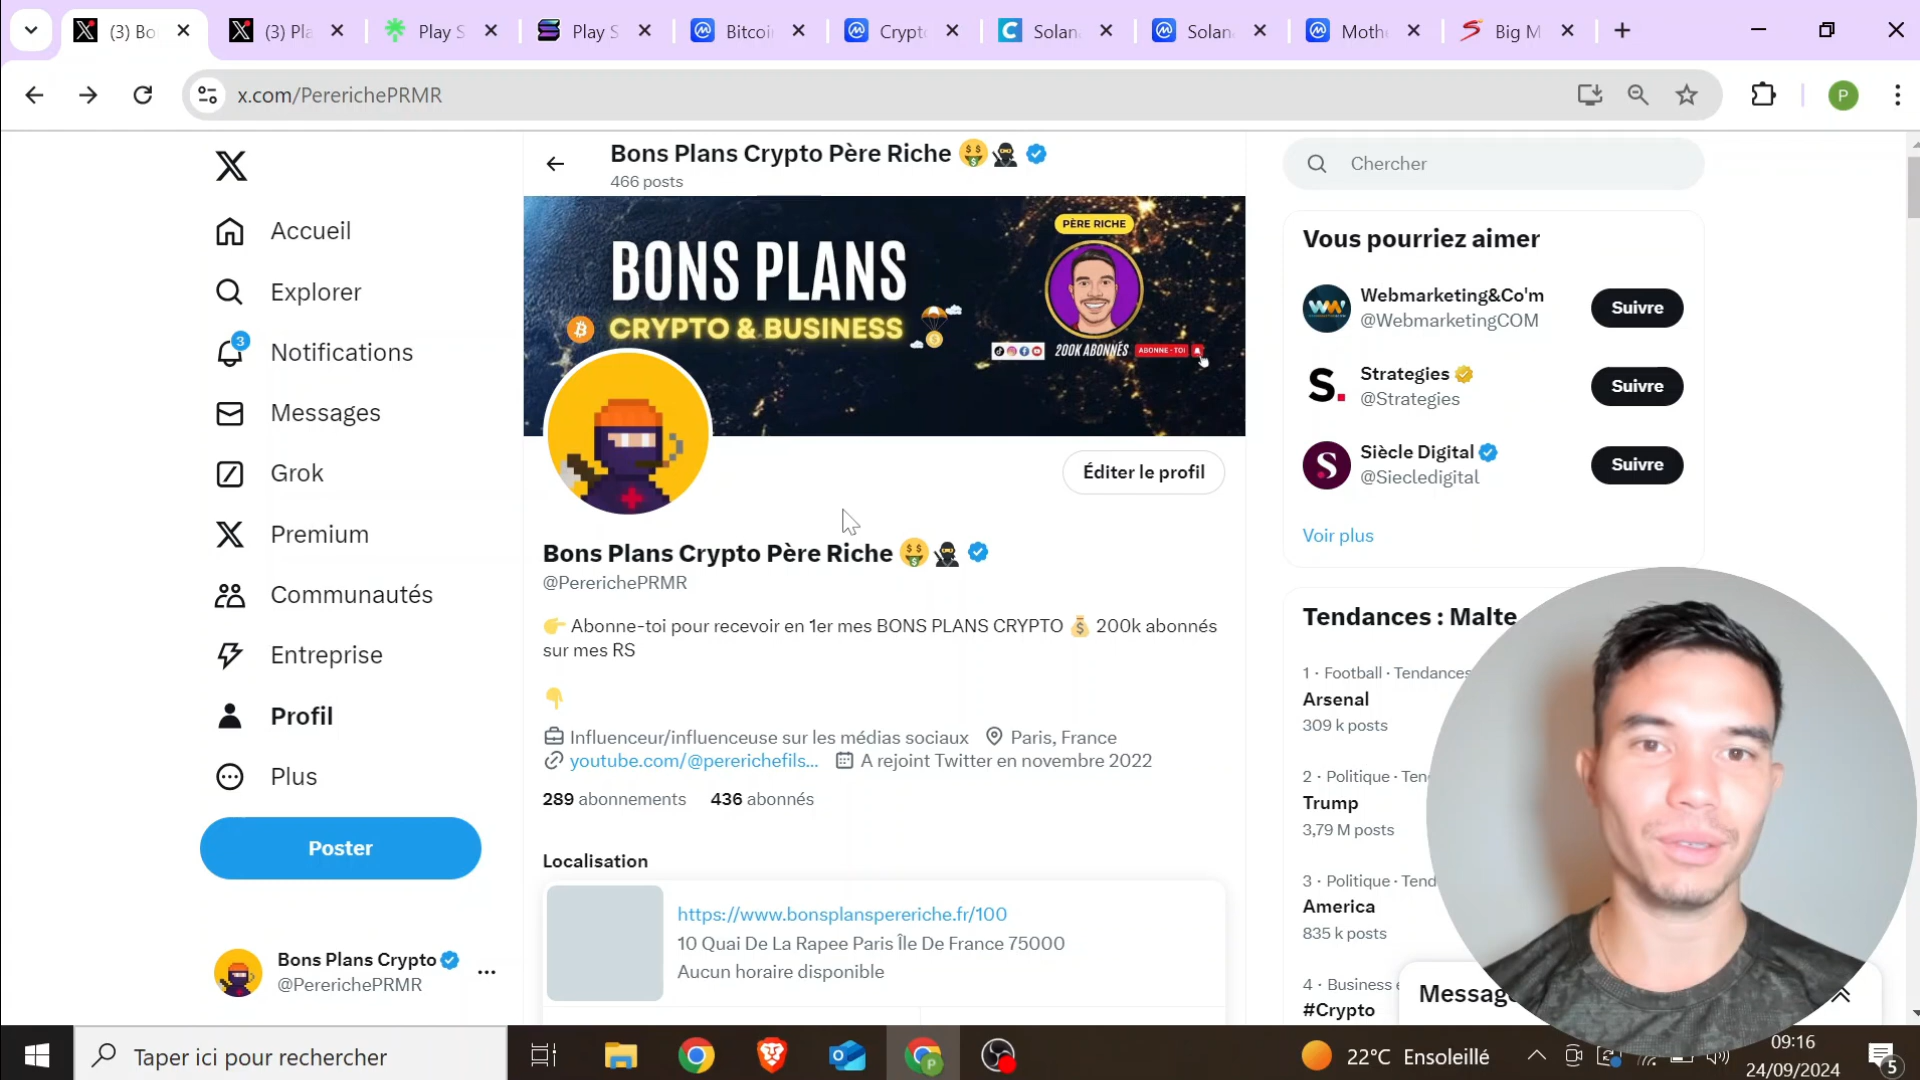 (3) Bo
(3) Pla
Play S
Play S
Bitcoi
Crypt
Solan
Solan
Moth
Big M
x.com/PererichePRMR
P
Accueil
Explorer
3
Notifications
Messages
Grok
Premium
Communautés
Entreprise
Profil
Plus
Poster
Bons Plans Crypto
@PererichePRMR
Bons Plans Crypto Père Riche
466 posts
PÈRE RICHE
BONS PLANS
CRYPTO & BUSINESS
200K ABONNÉS
ABONNE-TOI
Éditer le profil
Bons Plans Crypto Père Riche
@PererichePRMR
Abonne-toi pour recevoir en 1er mes BONS PLANS CRYPTO 💰 200k abonnés
sur mes RS
Influenceur/influenceuse sur les médias sociaux Paris, France
youtube.com/@pererichefils... A rejoint Twitter en novembre 2022
289 abonnements 436 abonnés
Localisation
https://www.bonsplanspereriche.fr/100
10 Quai De La Rapee Paris Île De France 75000
Aucun horaire disponible
Chercher
Vous pourriez aimer
Webmarketing&Co'm
@WebmarketingCOM
Suivre
Strategies
@Strategies
Suivre
Siècle Digital
@Siecledigital
Suivre
Voir plus
Tendances : Malte
1 · Football · Tendances
Arsenal
309 k posts
2 · Politique · Ten
Trump
3,79 M posts
3 · Politique · Tend
America
835 k posts
4 · Business e
#Crypto
Message
Taper ici pour rechercher
P
22°C Ensoleillé
09:16
24/09/2024
5